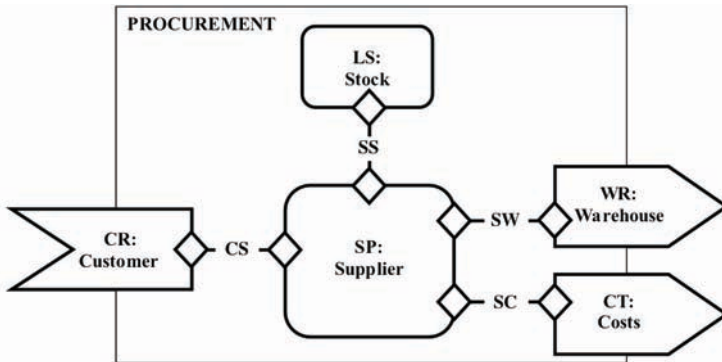 PROCUREMENT
LS:
Stock
SS
CR:
Customer
CS
SP:
Supplier
SW
WR:
Warehouse
SC
CT:
Costs